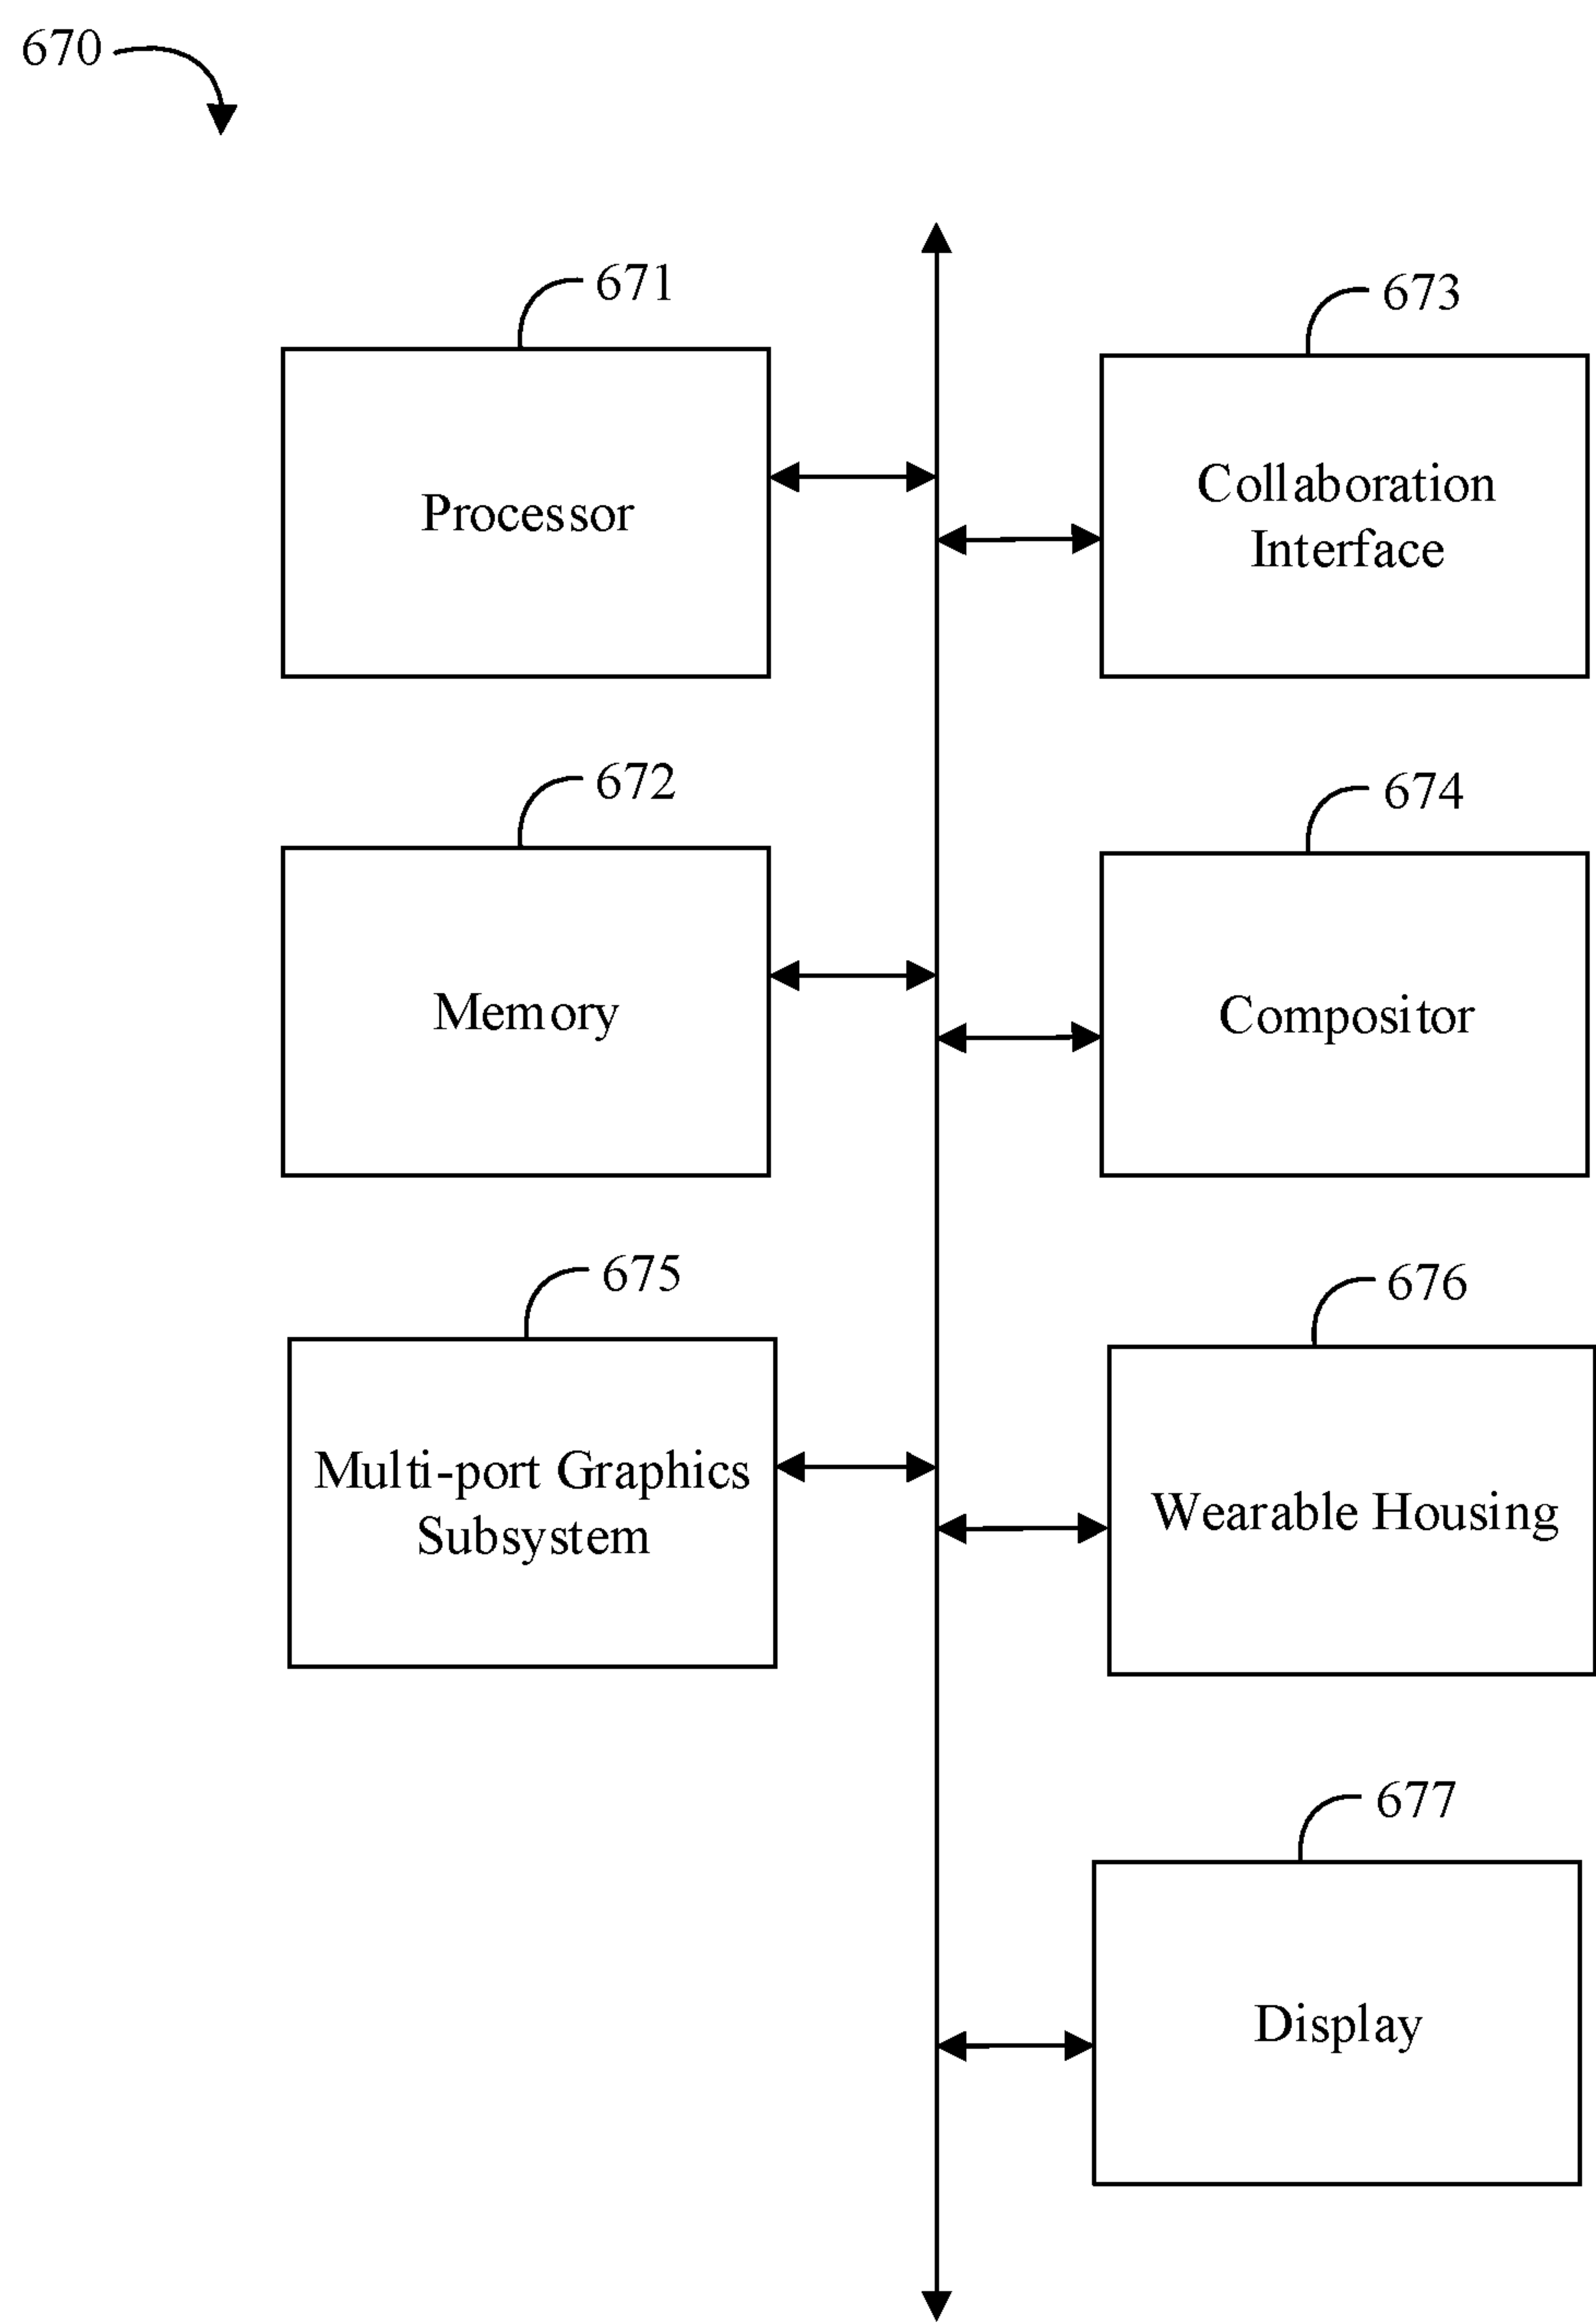 670
671
Processor
673
Collaboration
Interface
672
Memory
674
Compositor
675
Multi-port Graphics
Subsystem
676
Wearable Housing
677
Display